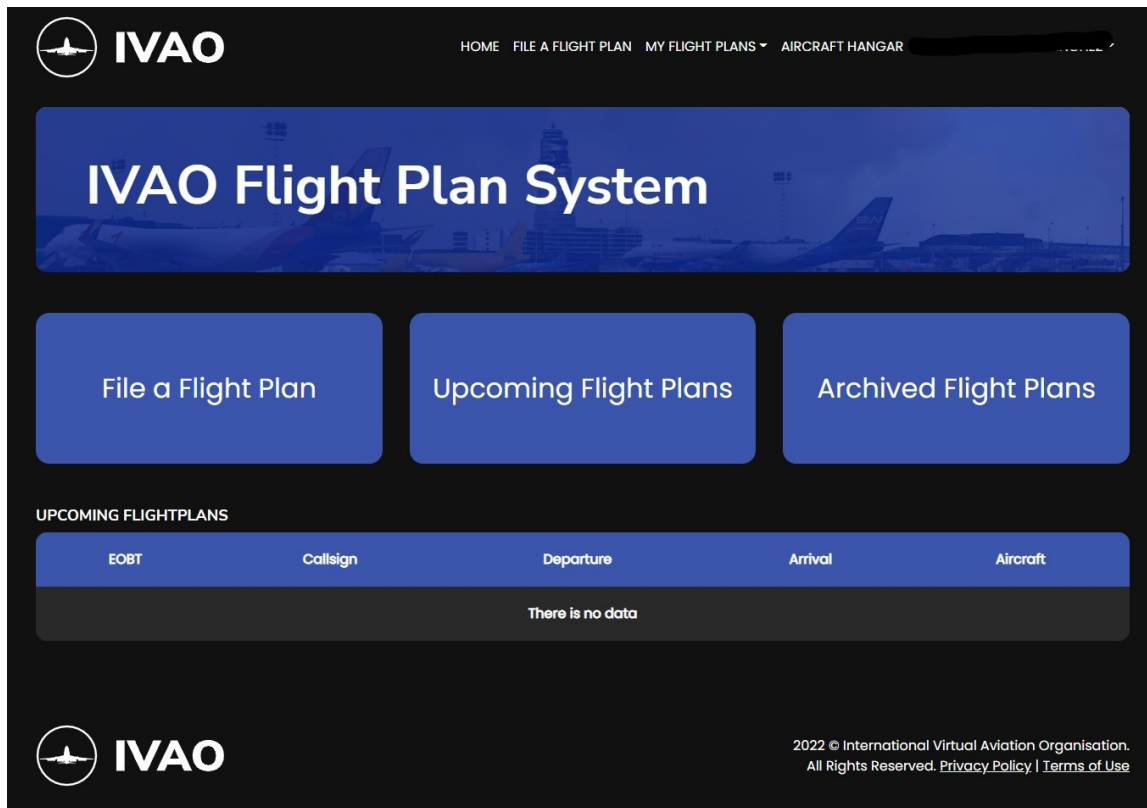 IVAO
HOME FILE A FLIGHT PLAN MY FLIGHT PLANS AIRCRAFT HANGAR
IVAO Flight Plan System
File a Flight Plan
Upcoming Flight Plans
Archived Flight Plans
UPCOMING FLIGHTPLANS
EOBT Callsign Departure Arrival Aircraft
There is no data
IVAO
2022 © International Virtual Aviation Organisation.
All Rights Reserved. Privacy Policy | Terms of Use